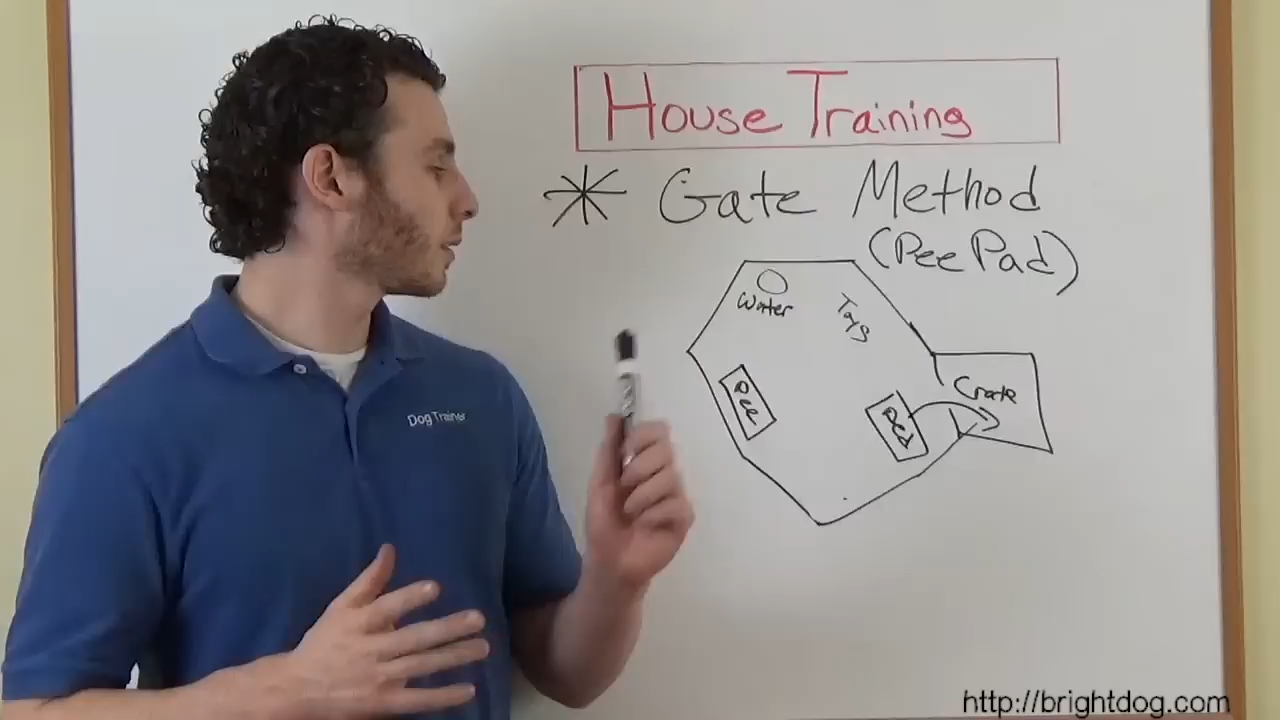 House Training
* Gate Method
(Pee Pad)
Water
Toys
Crate
Pee
Bed
Dog Trainer
http://brightdog.com